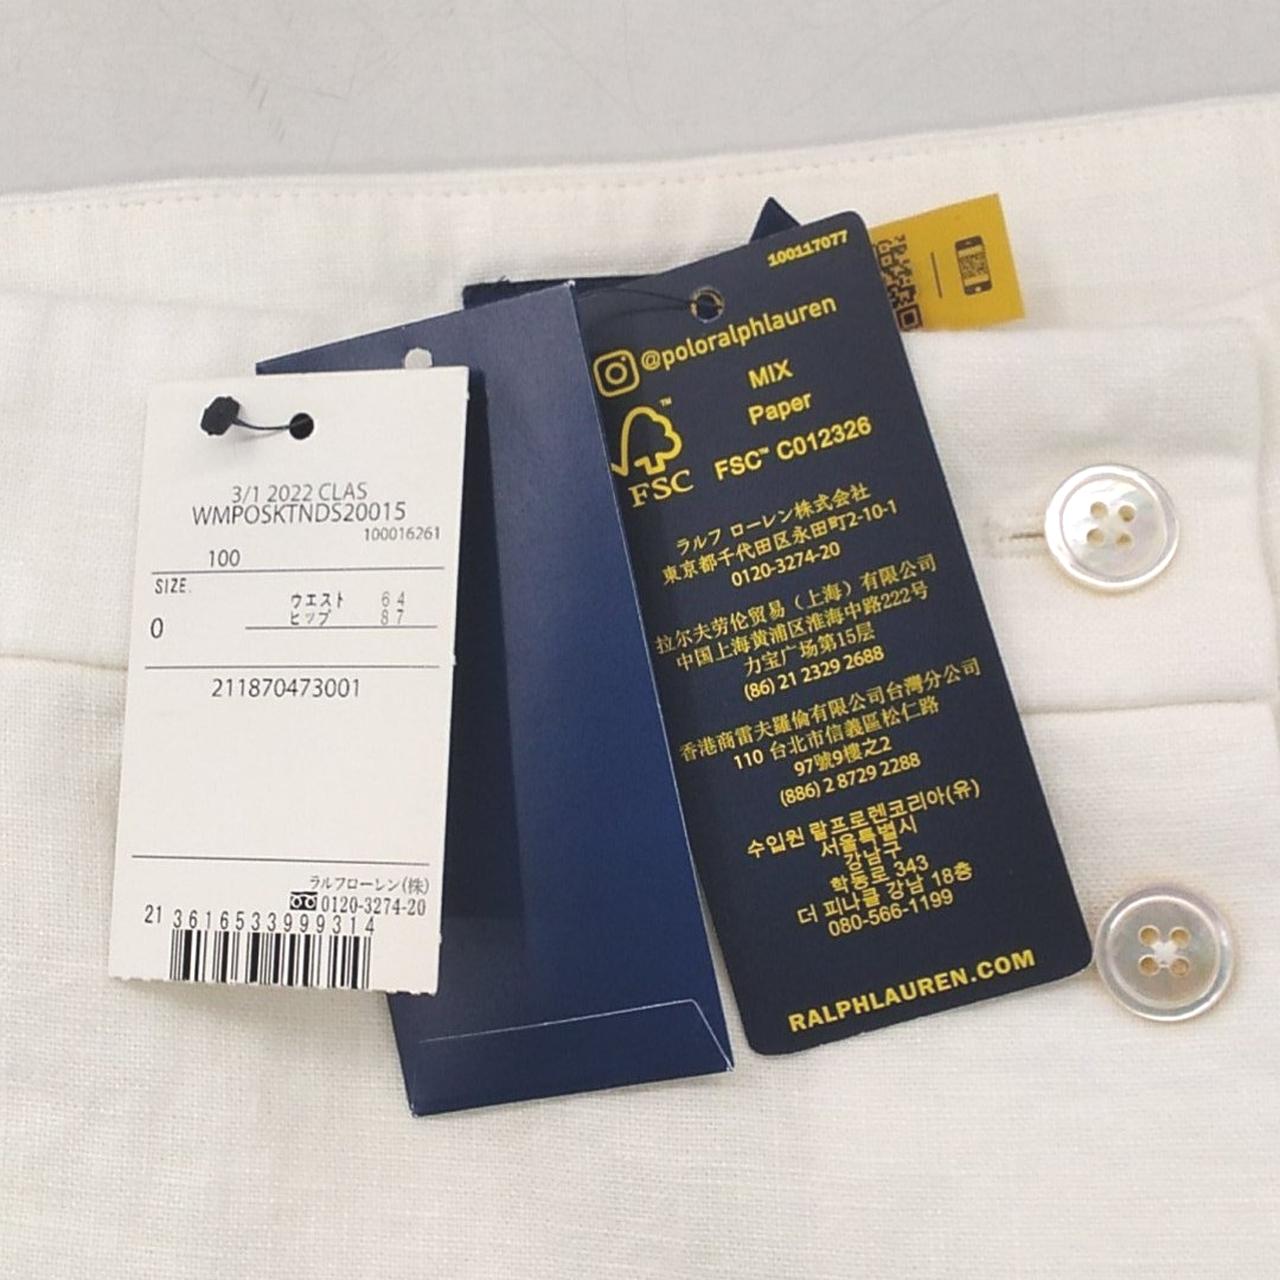 3/1 2022 CLAS
WMPOSKTNDS20015
100016261
100
SIZE.
ウエスト 64
0
ヒップ 87
211870473001
ラルフローレン(株)
0120-3274-20
21 3616533999314
100117077
@poloralphlauren
MIX
Paper
FSC™ C012326
FSC
ラルフ ローレン株式会社
東京都千代田区永田町2-10-1
0120-3274-20
拉尔夫劳伦贸易（上海）有限公司
中国上海黄浦区淮海中路222号
力宝广场第15层
(86) 21 2329 2688
香港商雷夫羅倫有限公司台灣分公司
110 台北市信義區松仁路
97號9樓之2
(886) 2 8729 2288
수입원 랄프로렌코리아(유)
서울특별시
강남구
학동로 343
더 피나클 강남 18층
080-566-1199
RALPHLAUREN.COM